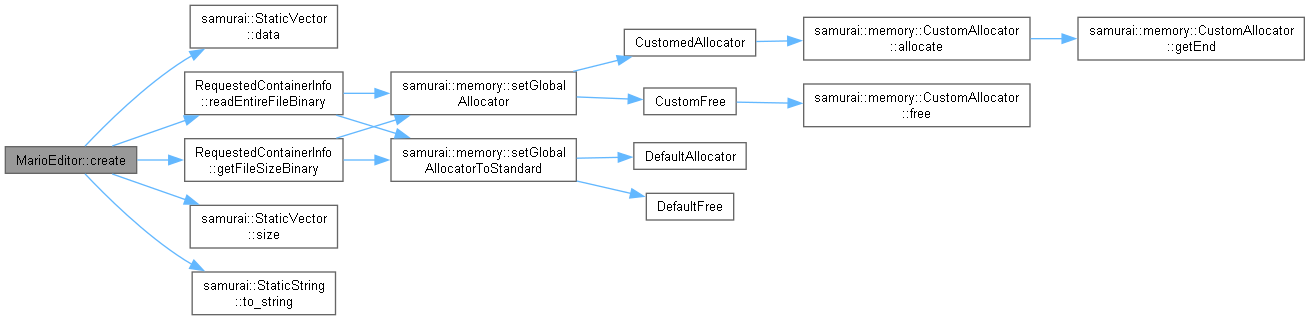 MarioEditor::create
samurai::StaticVector
::data
RequestedContainerInfo
::readEntireFileBinary
RequestedContainerInfo
::getFileSizeBinary
samurai::StaticVector
::size
samurai::StaticString
::to_string
samurai::memory::setGlobal
Allocator
samurai::memory::setGlobal
AllocatorToStandard
CustomedAllocator
CustomFree
DefaultAllocator
DefaultFree
samurai::memory::CustomAllocator
::allocate
samurai::memory::CustomAllocator
::free
samurai::memory::CustomAllocator
::getEnd